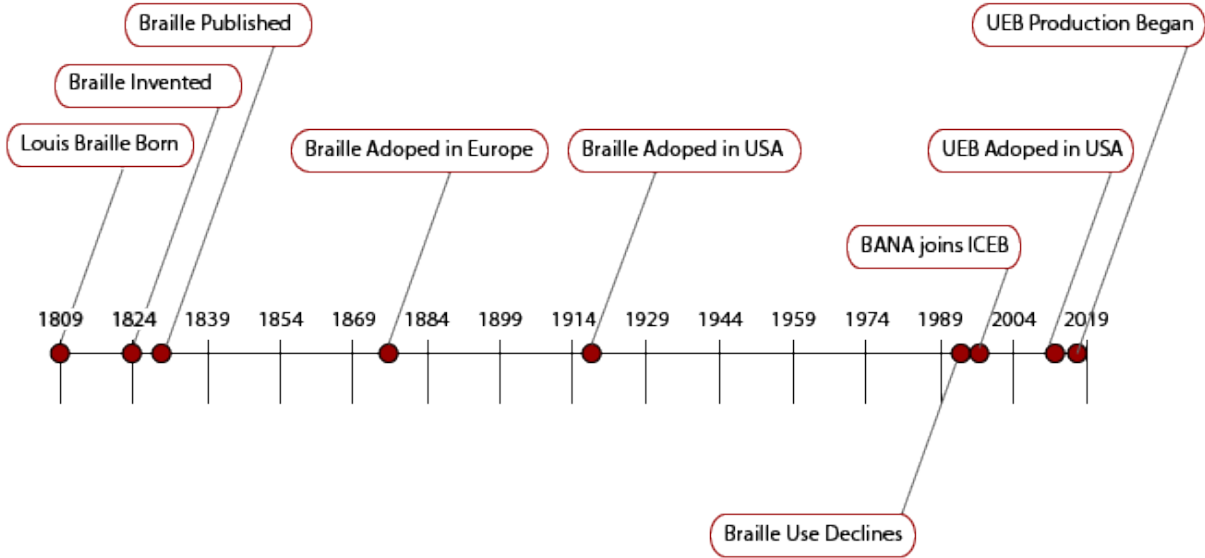 Braille Published
UEB Production Began
Braille Invented
Louis Braille Born
Braille Adoped in Europe
Braille Adoped in USA
UEB Adoped in USA
BANA joins ICEB
1809 1824 1839 1854 1869 1884 1899 1914 1929 1944 1959 1974 1989 2004 2019
Braille Use Declines